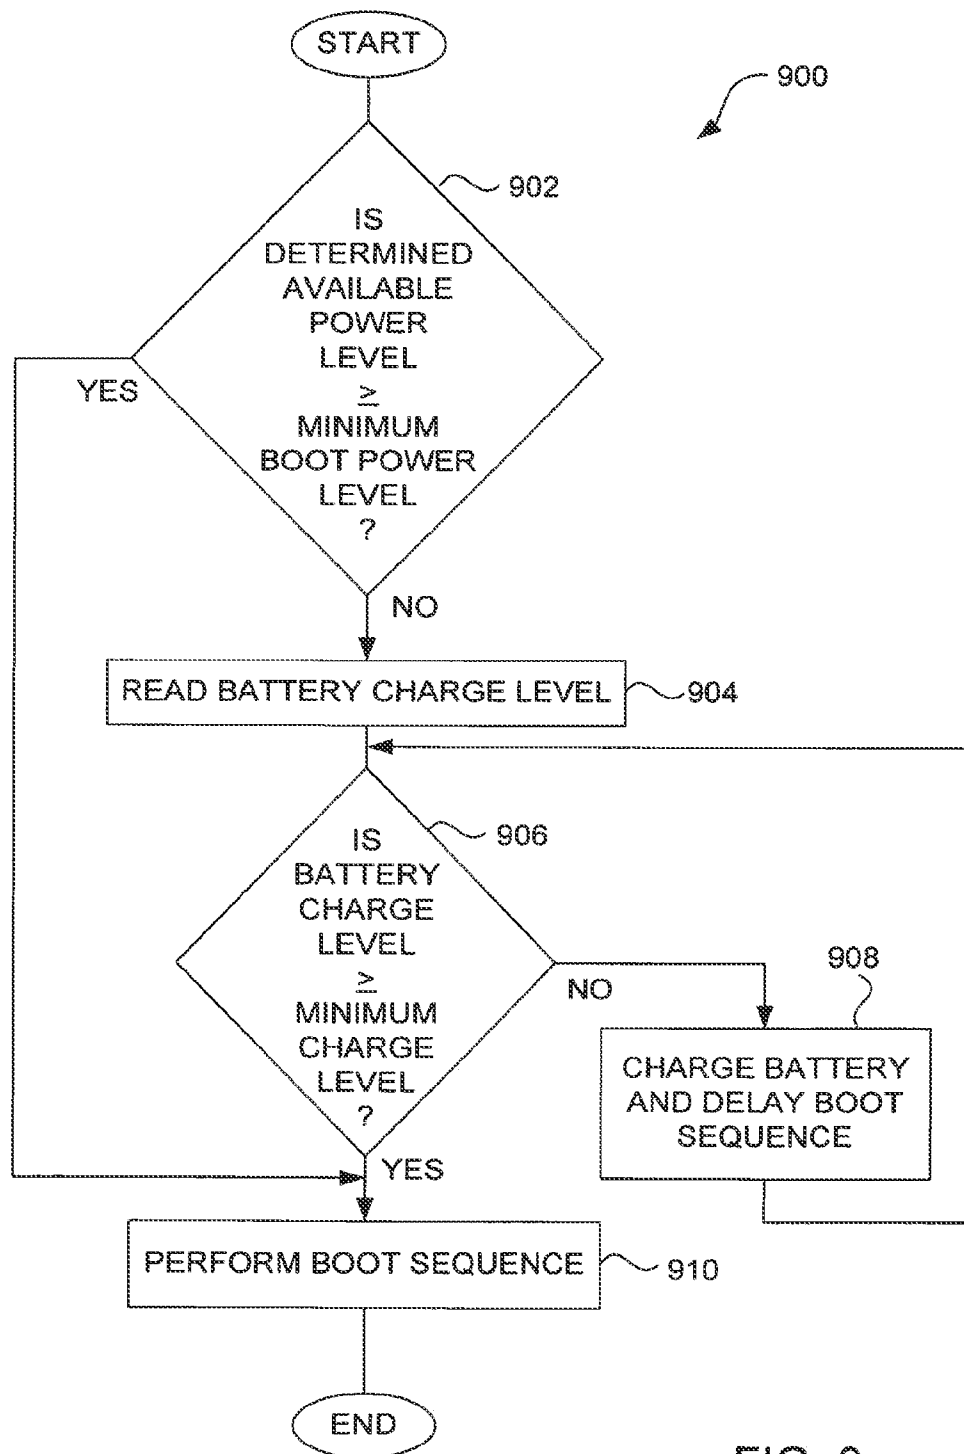 START
900
902
IS
DETERMINED
AVAILABLE
POWER
LEVEL
≥
MINIMUM
BOOT POWER
LEVEL
?
YES
NO
READ BATTERY CHARGE LEVEL
904
906
IS
BATTERY
CHARGE
LEVEL
≥
MINIMUM
CHARGE
LEVEL
?
NO
908
CHARGE BATTERY
AND DELAY BOOT
SEQUENCE
YES
PERFORM BOOT SEQUENCE
910
END